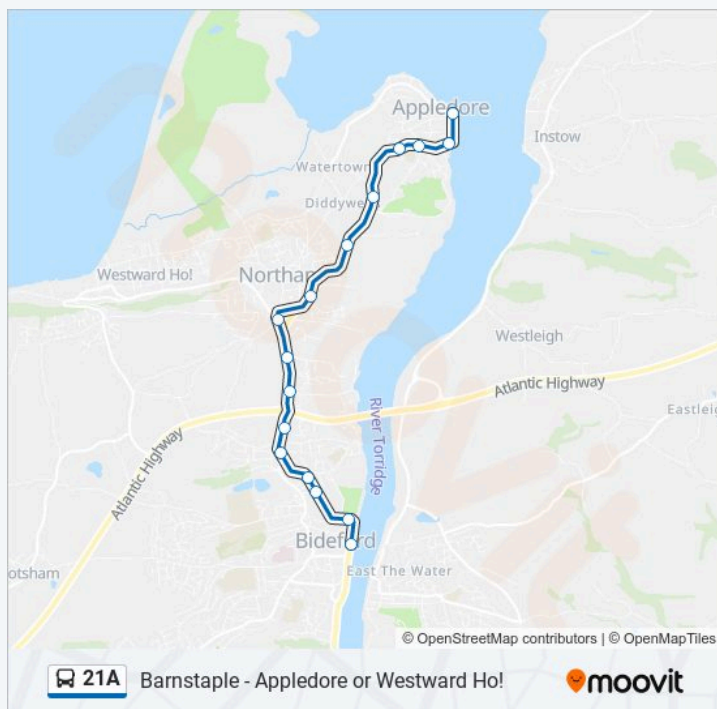 Appledore
Instow
Watertown
Diddywell
Westward Ho!
Northam
Westleigh
Atlantic Highway
Eastleig
River Torridge
Atlantic Highway
Bideford
otsham
East The Water
© OpenStreetMap contributors | © OpenMapTiles
21A Barnstaple - Appledore or Westward Ho! moovit